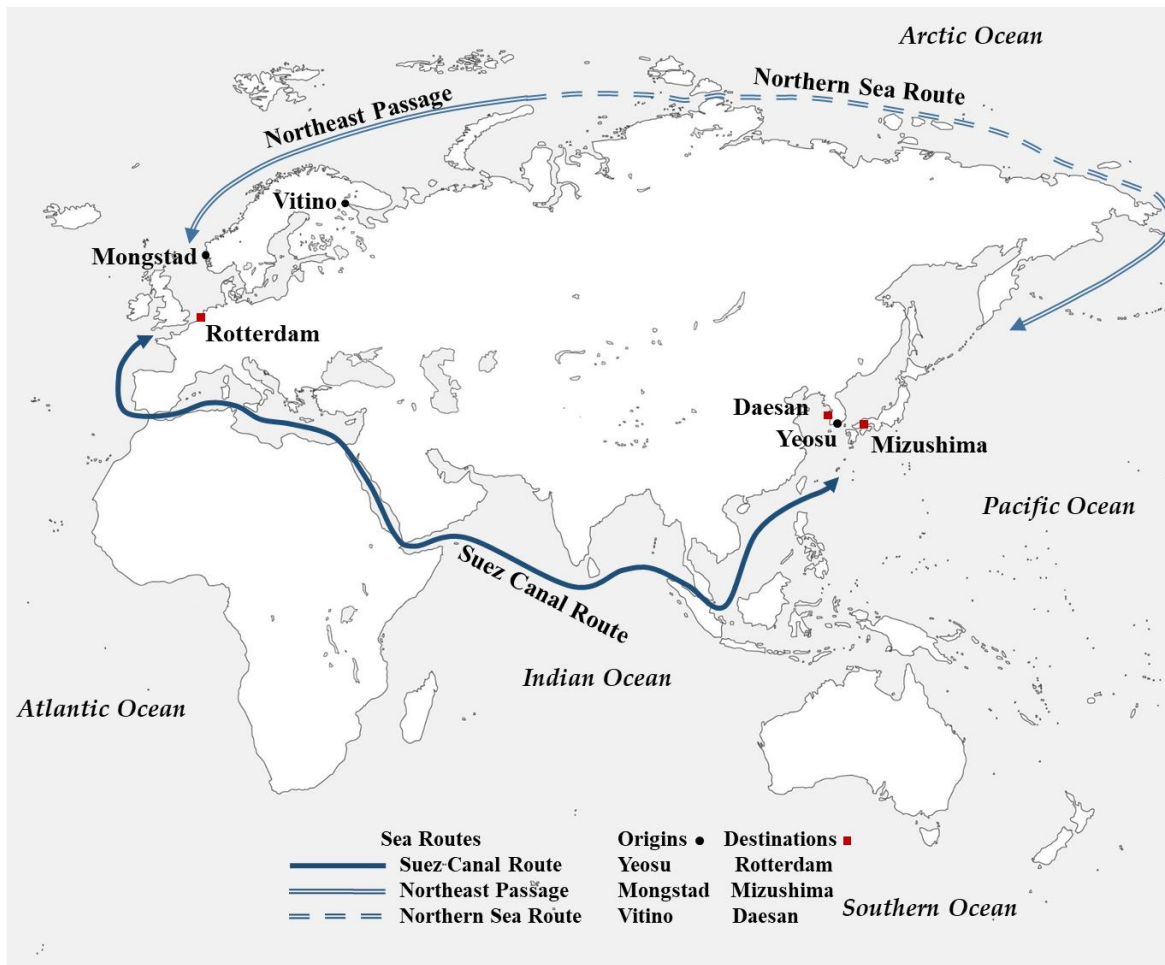 Arctic Ocean
Northern Sea Route
Northeast Passage
Vitino
Mongstad
Rotterdam
Daesan
Yeosu
Mizushima
Pacific Ocean
Suez Canal Route
Indian Ocean
Atlantic Ocean
Sea Routes Origins Destinations
Suez-Canal Route Yeosu Rotterdam
Northeast Passage Mongstad Mizushima
Northern Sea Route Vitino Daesan
Southern Ocean